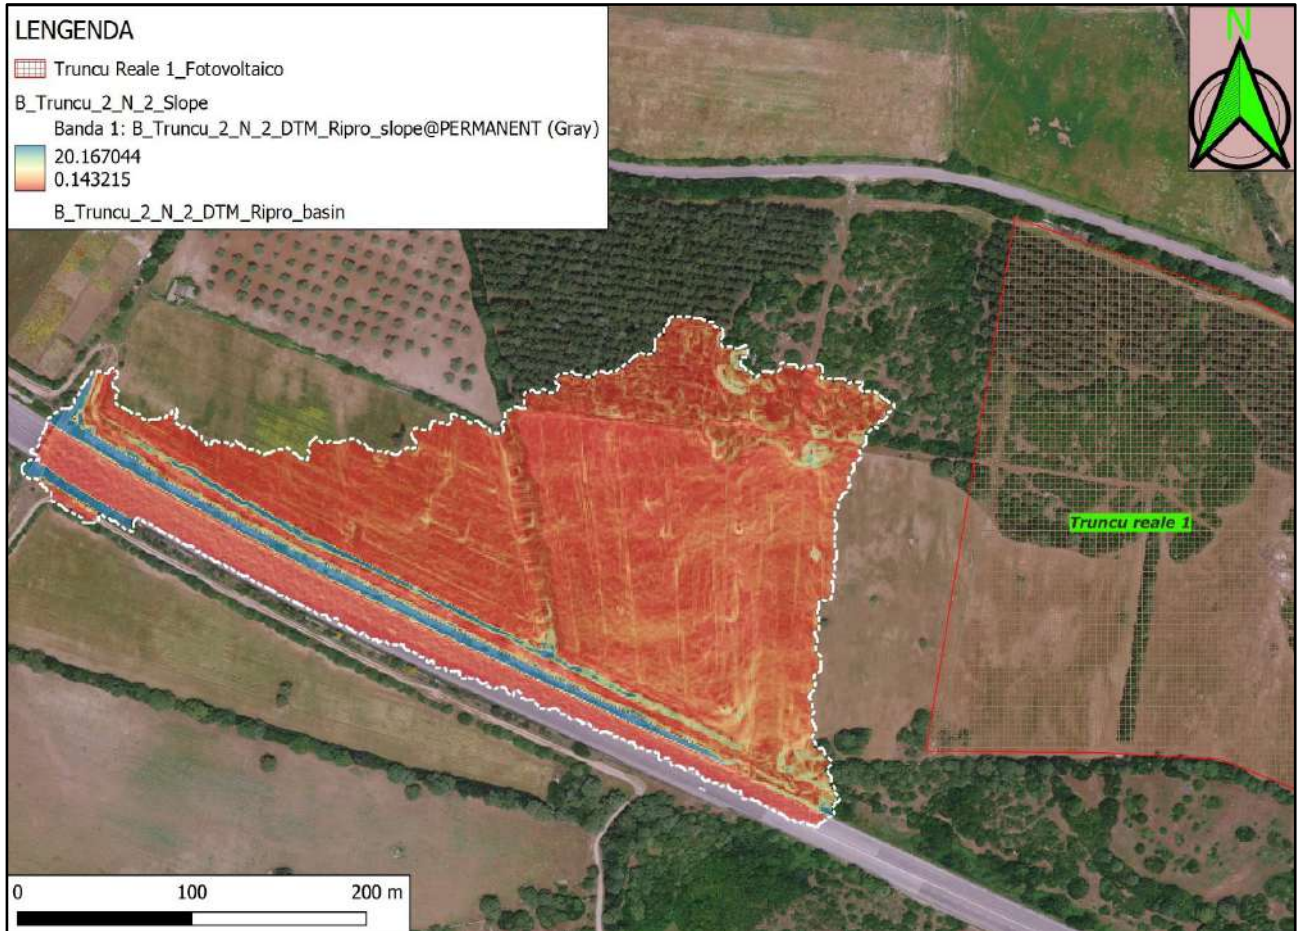 LENGENDA
Truncu Reale 1_Fotovoltaico
B_Truncu_2_N_2_Slope
Banda 1: B_Truncu_2_N_2_DTM_Ripro_slope@PERMANENT (Gray)
20.167044
0.143215
B_Truncu_2_N_2_DTM_Ripro_basin
N
Truncu reale 1
0 100 200 m